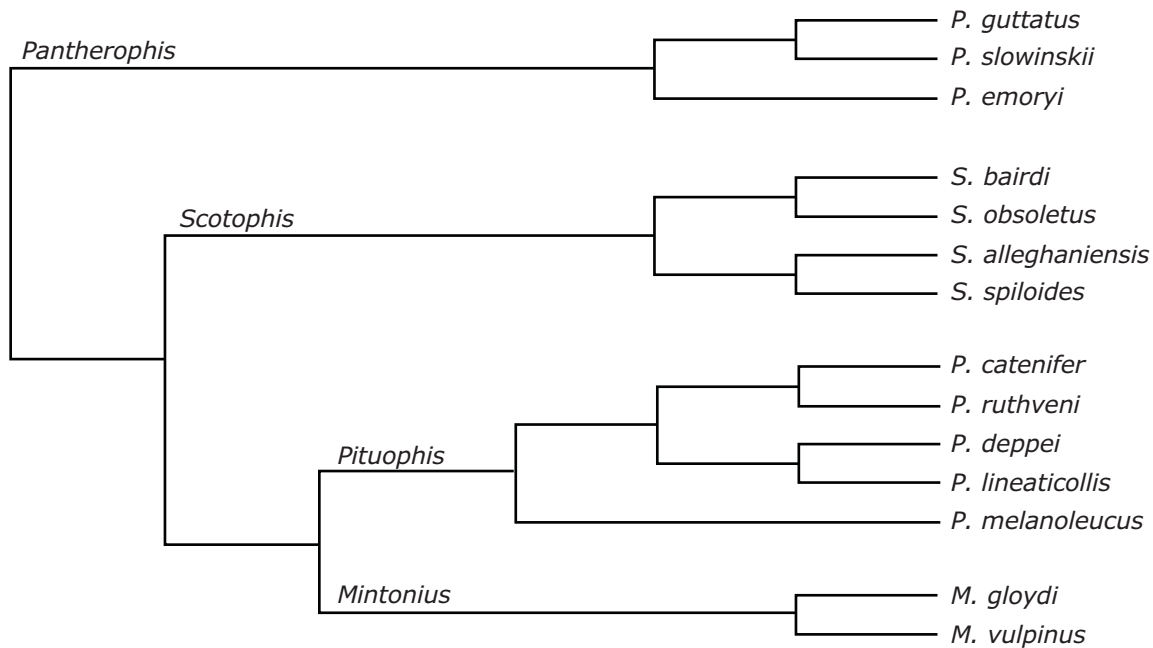 P. guttatus
Pantherophis
P. slowinskii
P. emoryi
S. bairdi
Scotophis
S. obsoletus
S. alleghaniensis
S. spiloides
P. catenifer
P. ruthveni
P. deppei
Pituophis
P. lineaticollis
P. melanoleucus
Mintonius
M. gloydi
M. vulpinus